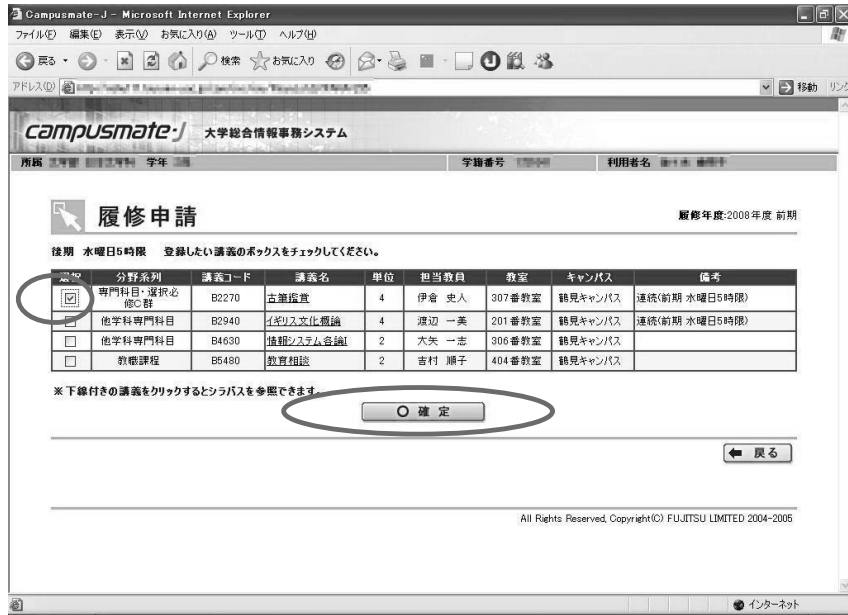 Campusmate-J - Microsoft Internet Explorer
ファイル(F) 編集(E) 表示(V) お気に入り(A) ツール(T) ヘルプ(H)
戻る 検索 お気に入り
アドレス(D) 移動 リンク
campusmate-J 大学総合情報事務システム
所属 学年 学籍番号 利用者名
履修申請 履修年度:2008年度 前期
後期 水曜日5時限 登録したい講義のボックスをチェックしてください。
選択 分野系列 講義コード 講義名 単位 担当教員 教室 キャンパス 備考
専門科目・選択必修C群 B2270 古筆鑑賞 4 伊倉 史人 307番教室 鶴見キャンパス 連続(前期 水曜日5時限)
他学科専門科目 B2940 イギリス文化概論 4 渡辺 一美 201番教室 鶴見キャンパス 連続(前期 水曜日5時限)
他学科専門科目 B4630 情報システム各論I 2 大矢 一志 306番教室 鶴見キャンパス
教職課程 B5480 教育相談 2 吉村 順子 404番教室 鶴見キャンパス
※下線付きの講義をクリックするとシラバスを参照できます。
確定
戻る
All Rights Reserved, Copyright(C) FUJITSU LIMITED 2004-2005
インターネット